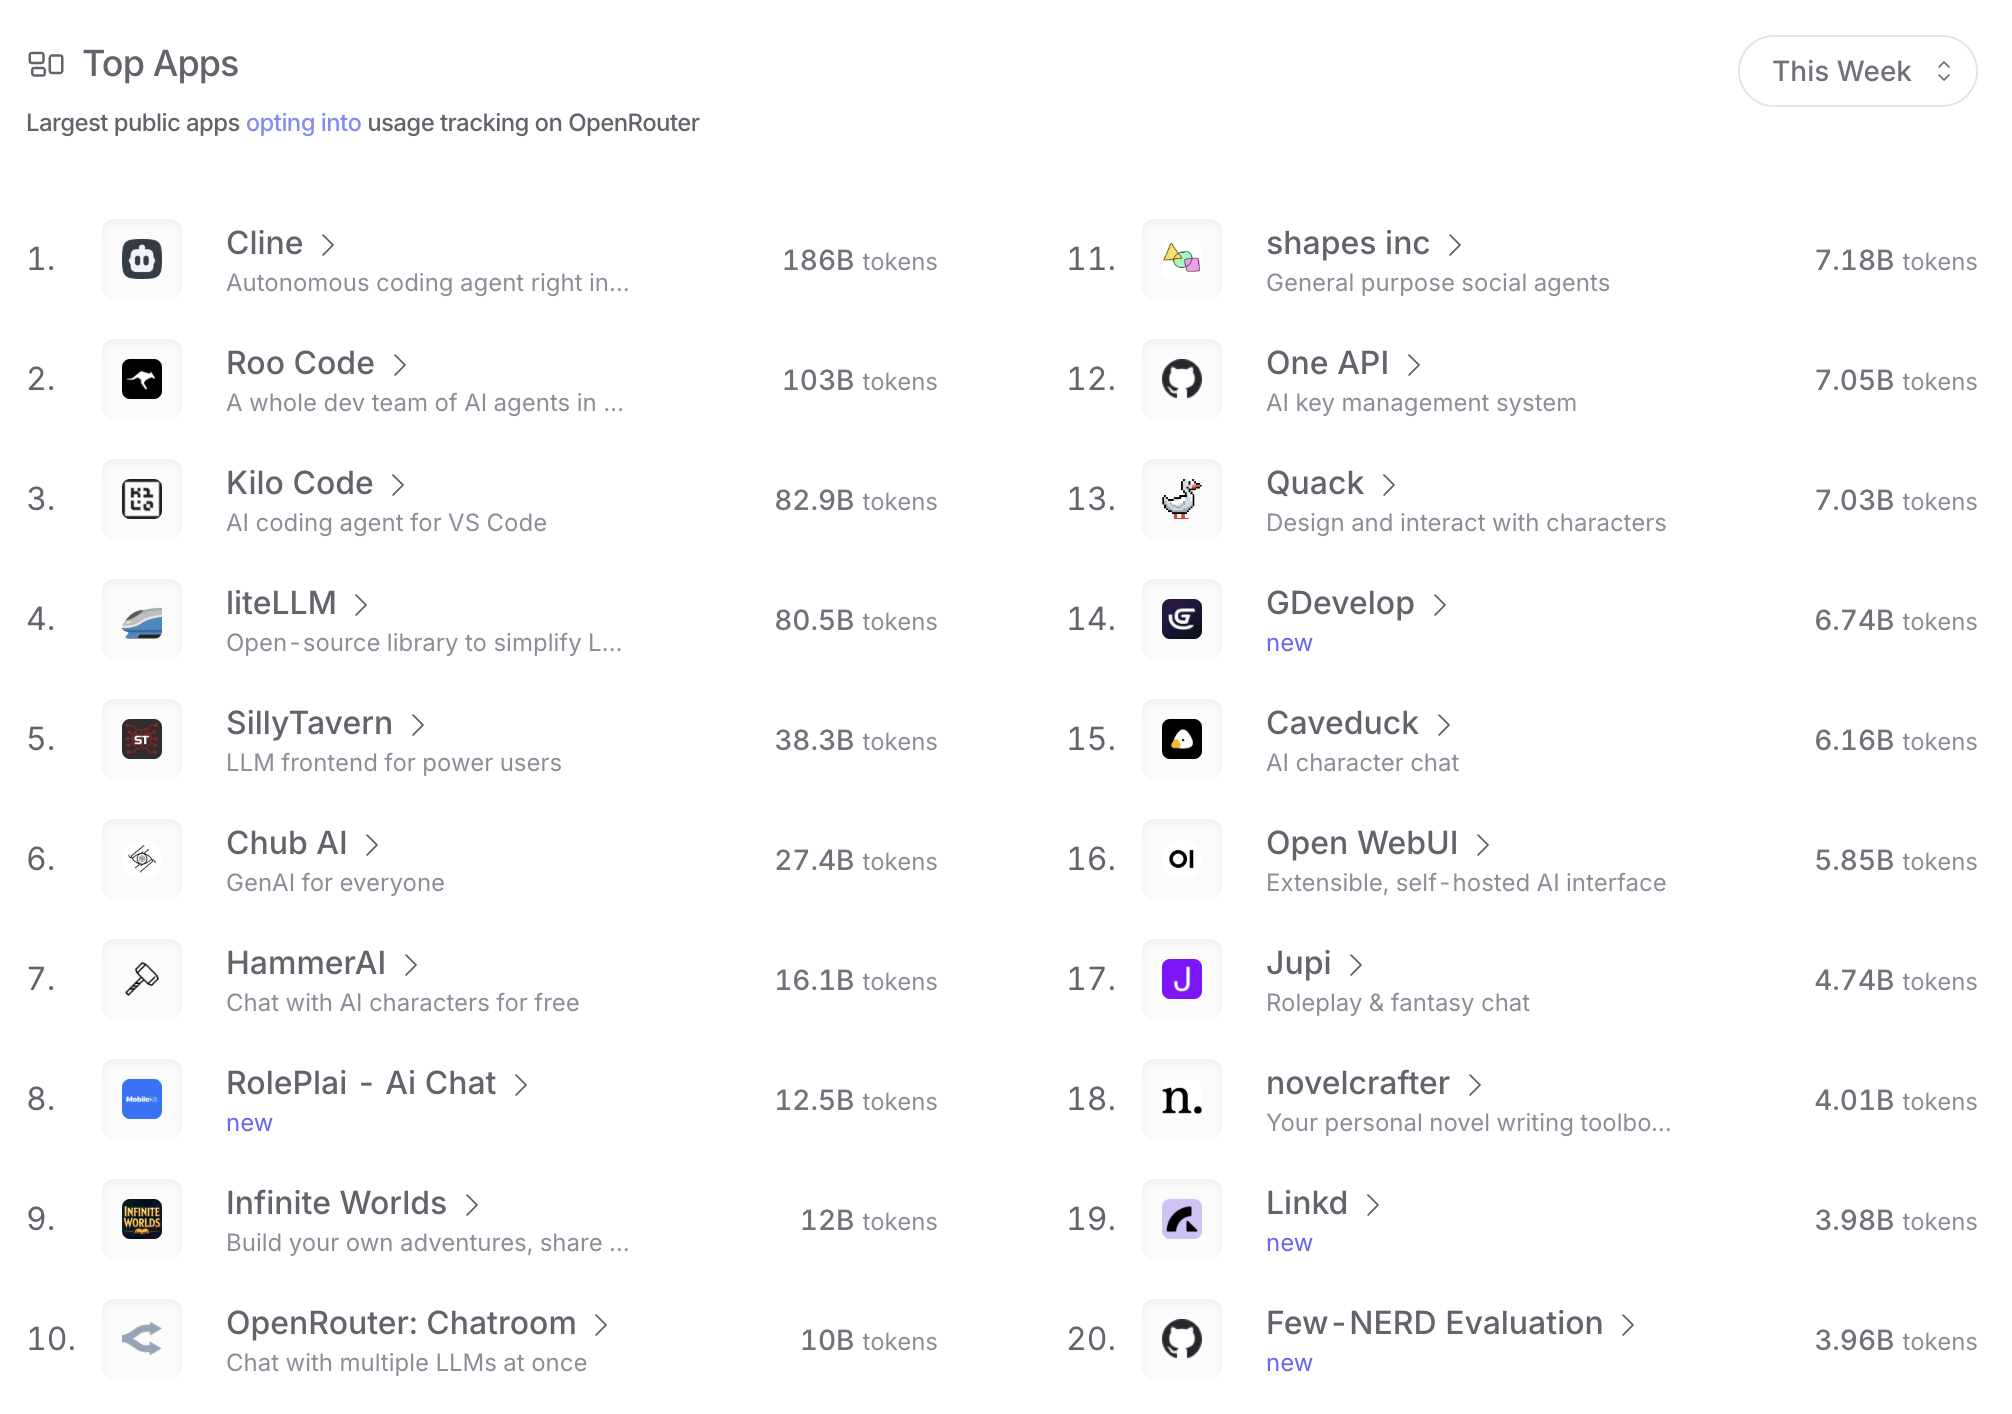 Top Apps
This Week
Largest public apps opting into usage tracking on OpenRouter
1.
Cline
Autonomous coding agent right in...
186B tokens
2.
Roo Code
A whole dev team of AI agents in ...
103B tokens
3.
K1LO
Kilo Code
AI coding agent for VS Code
82.9B tokens
4.
liteLLM
Open-source library to simplify L...
80.5B tokens
5.
ST
SillyTavern
LLM frontend for power users
38.3B tokens
6.
Chub AI
GenAI for everyone
27.4B tokens
7.
HammerAI
Chat with AI characters for free
16.1B tokens
8.
Mobilekit
RolePlai - Ai Chat
new
12.5B tokens
9.
INFINITE
WORLDS
Infinite Worlds
Build your own adventures, share ...
12B tokens
10.
OpenRouter: Chatroom
Chat with multiple LLMs at once
10B tokens
11.
shapes inc
General purpose social agents
7.18B tokens
12.
One API
AI key management system
7.05B tokens
13.
Quack
Design and interact with characters
7.03B tokens
14.
GDevelop
new
6.74B tokens
15.
Caveduck
AI character chat
6.16B tokens
16.
OI
Open WebUI
Extensible, self-hosted AI interface
5.85B tokens
17.
J
Jupi
Roleplay & fantasy chat
4.74B tokens
18.
n.
novelcrafter
Your personal novel writing toolbo...
4.01B tokens
19.
Linkd
new
3.98B tokens
20.
Few-NERD Evaluation
new
3.96B tokens